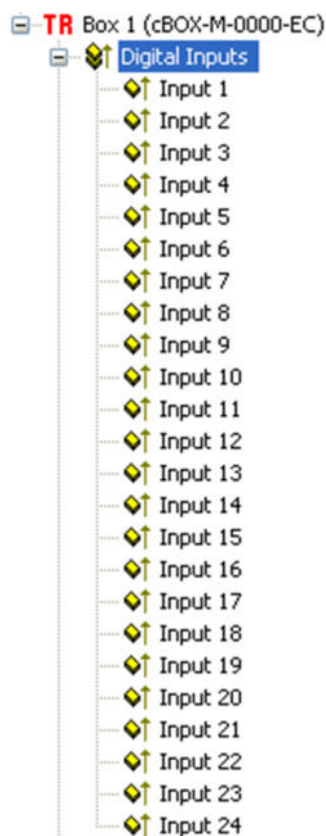 TR Box 1 (cBOX-M-0000-EC)
Digital Inputs
Input 1
Input 2
Input 3
Input 4
Input 5
Input 6
Input 7
Input 8
Input 9
Input 10
Input 11
Input 12
Input 13
Input 14
Input 15
Input 16
Input 17
Input 18
Input 19
Input 20
Input 21
Input 22
Input 23
Input 24